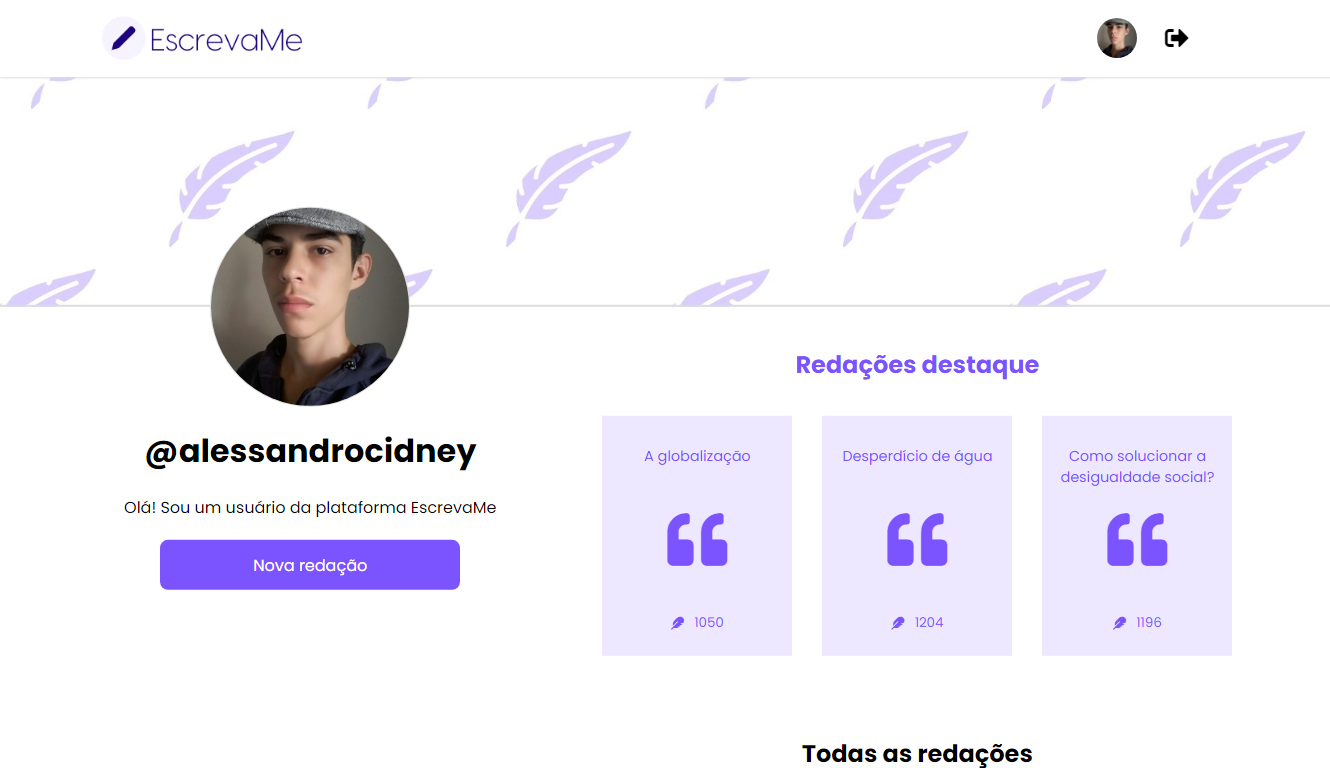 EscrevaMe
@alessandrocidney
Olá! Sou um usuário da plataforma EscrevaMe
Nova redação
Redações destaque
A globalização
1050
Desperdício de água
1204
Como solucionar a
desigualdade social?
1196
Todas as redações